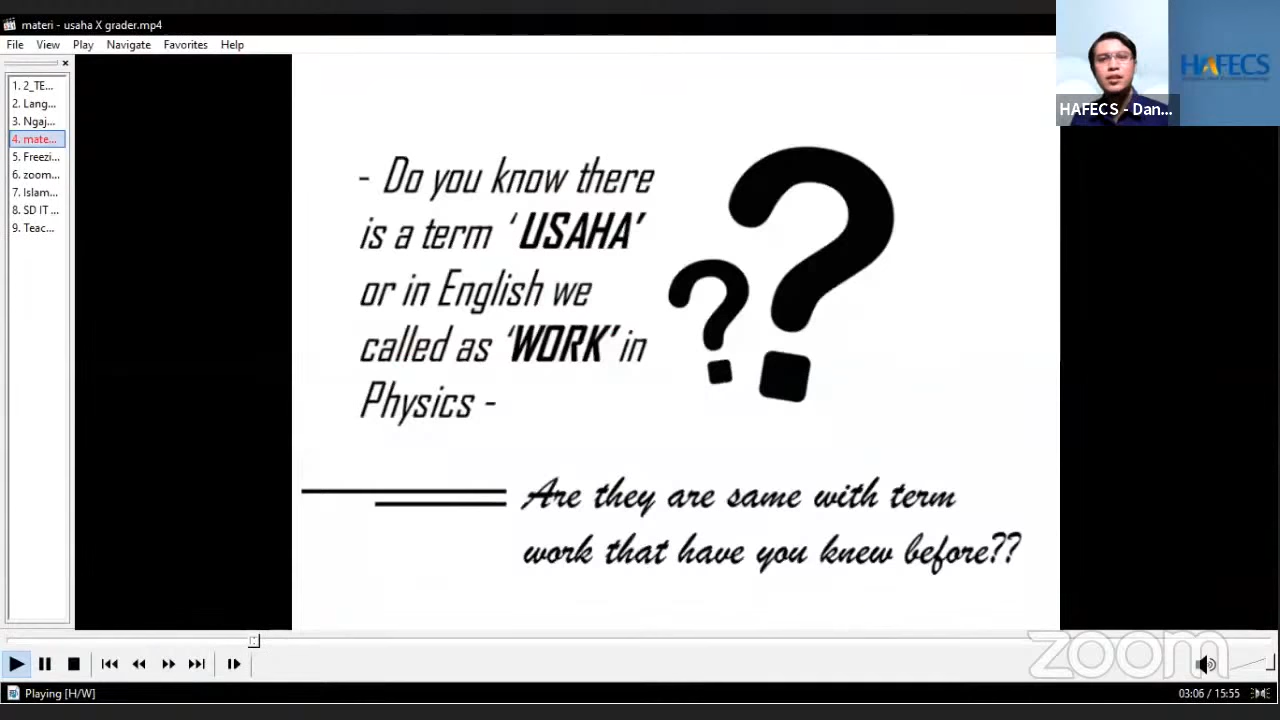 materi - usaha X grader.mp4
File View Play Navigate Favorites Help
HAFECS
HAFECS - Dan...
1. 2_TE...
2. Lang...
3. Ngaj...
4. mate...
5. Freezi...
6. zoom...
7. Islam...
8. SD IT ...
9. Teac...
- Do you know there
is a term ‘USAHA’
or in English we
called as ‘WORK’ in
Physics -
??
Are they are same with term
work that have you knew before??
zoom
Playing [H/W]
03:06 / 15:55